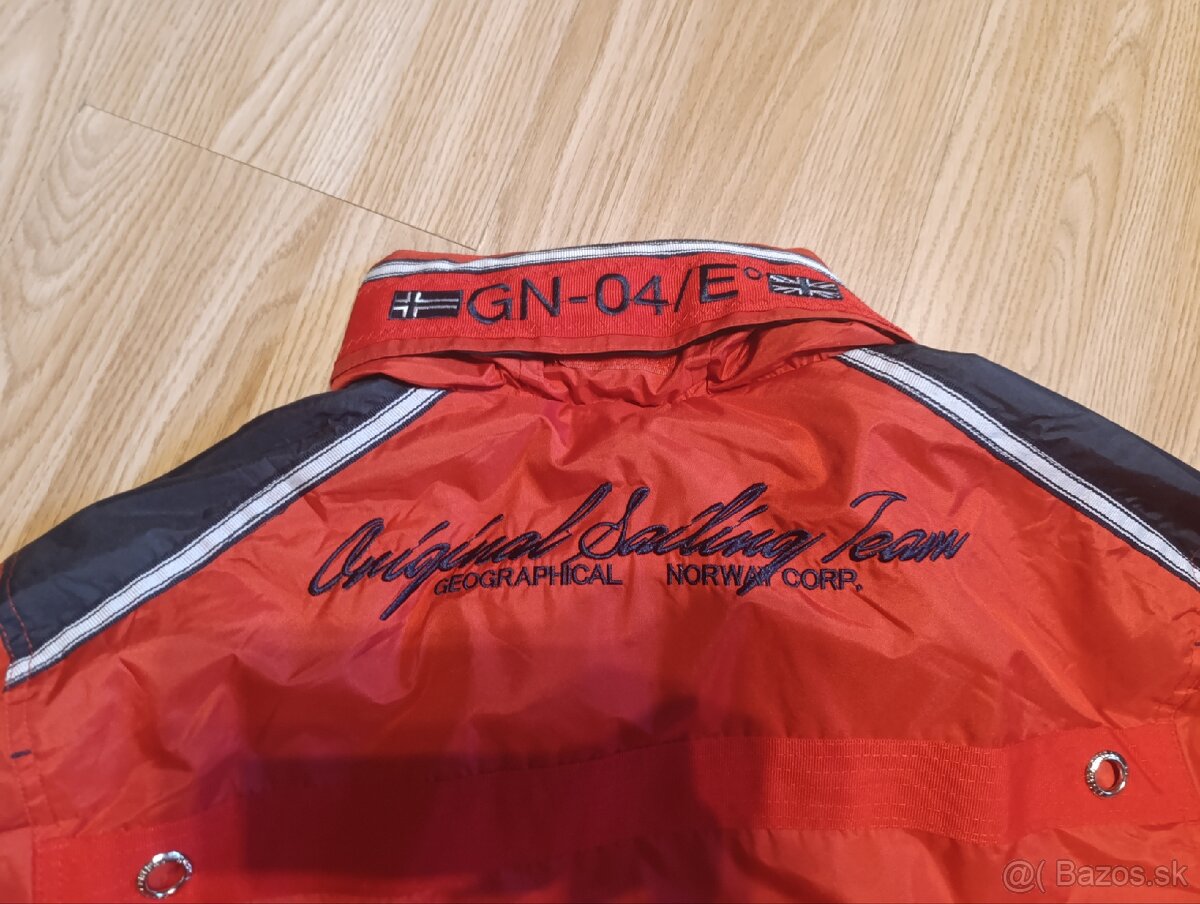 GN-04/E°
Original Sailing Team
GEOGRAPHICAL NORWAY CORP.
@( Bazos.sk